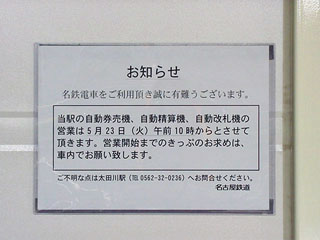 お知らせ
名鉄電車をご利用頂き誠に有難うございます。
当駅の自動券売機、自動精算機、自動改札機の
営業は5月23日（火）午前10時からとさせて
頂きます。営業開始までのきっぷのお求めは、
車内でお願い致します。
ご不明な点は太田川駅（℡ 0562-32-0236）へお問合せください。
名古屋鉄道